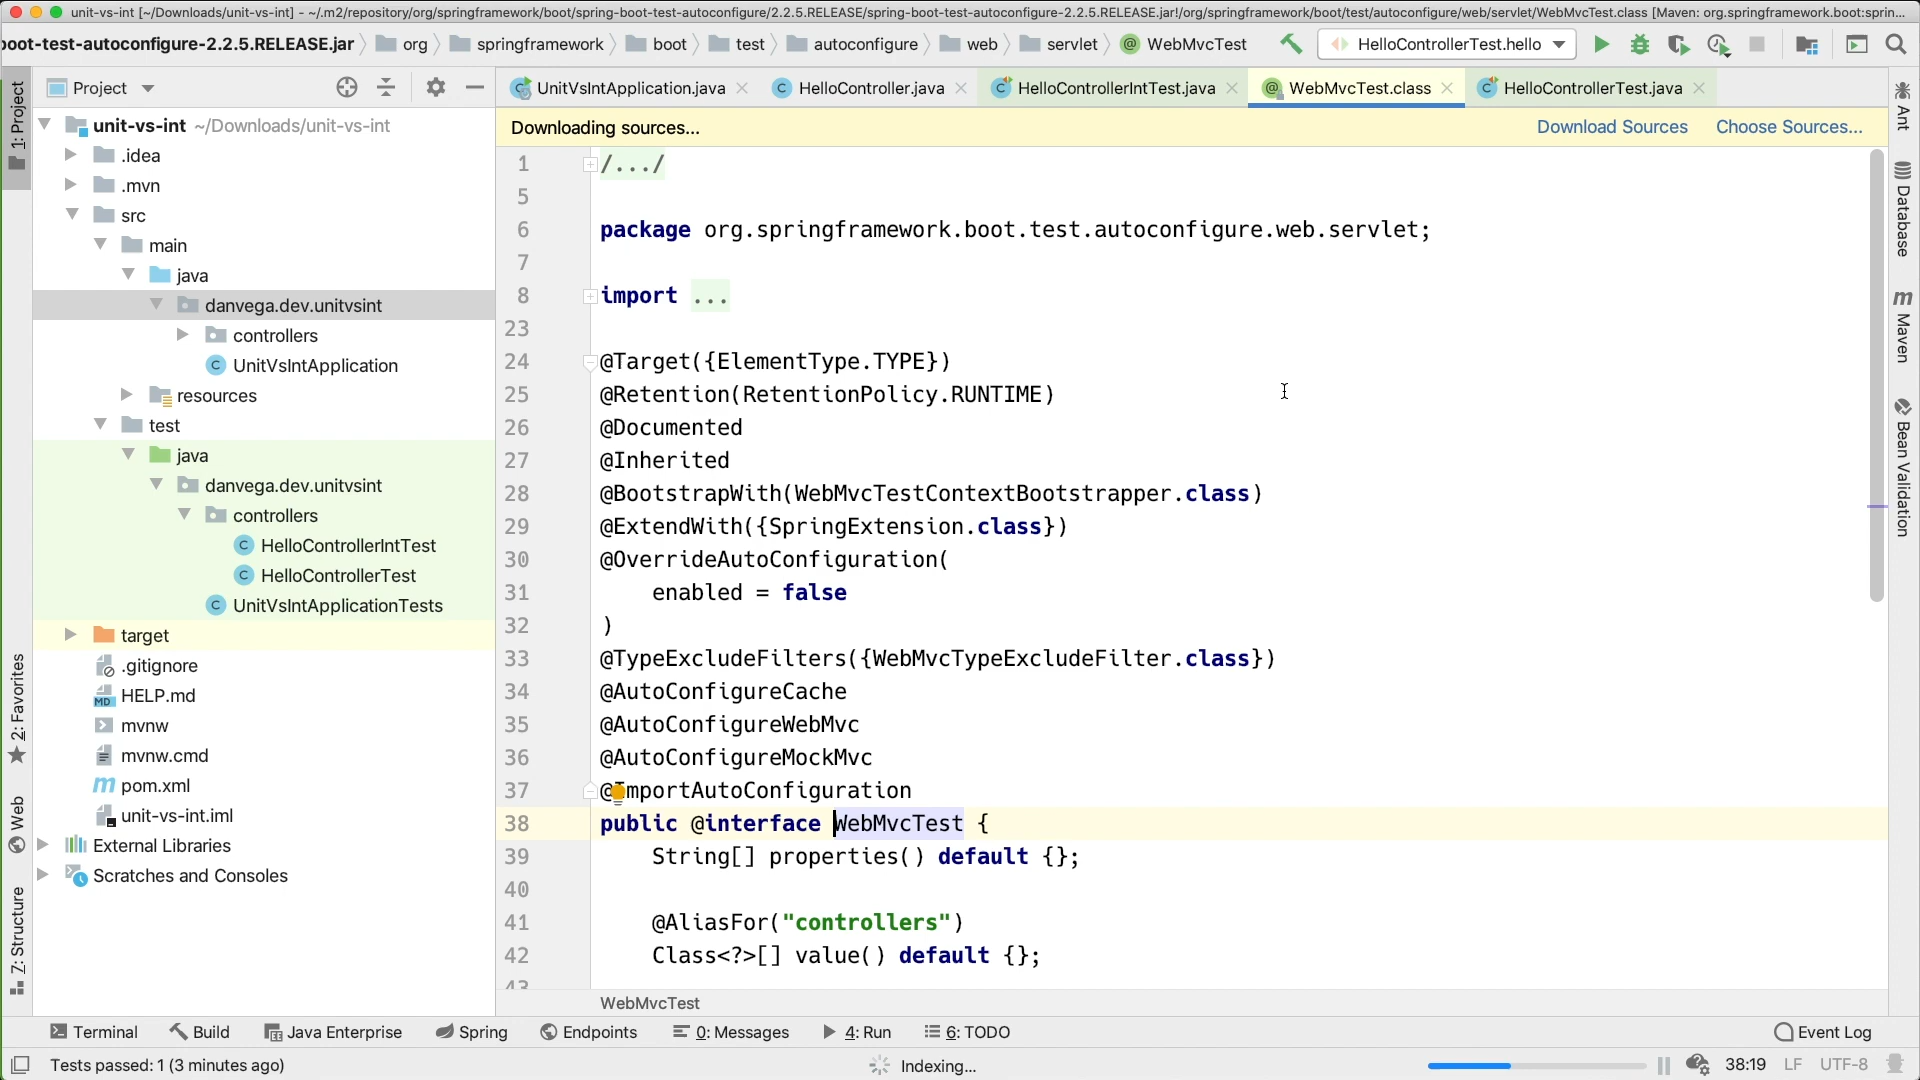 unit-vs-int [~/Downloads/unit-vs-int] - ~/.m2/repository/org/springframework/boot/spring-boot-test-autoconfigure/2.2.5.RELEASE/spring-boot-test-autoconfigure-2.2.5.RELEASE.jar!/org/springframework/boot/test/autoconfigure/web/servlet/WebMvcTest.class [Maven: org.springframework.boot:sprin...
boot-test-autoconfigure-2.2.5.RELEASE.jar org springframework boot test autoconfigure web servlet WebMvcTest HelloControllerTest.hello
1: Project
Project
UnitVsIntApplication.java HelloController.java HelloControllerIntTest.java WebMvcTest.class HelloControllerTest.java
Downloading sources... Download Sources Choose Sources...
unit-vs-int ~/Downloads/unit-vs-int
.idea
.mvn
src
main
java
danvega.dev.unitvsint
controllers
UnitVsIntApplication
resources
test
java
danvega.dev.unitvsint
controllers
HelloControllerIntTest
HelloControllerTest
UnitVsIntApplicationTests
target
.gitignore
HELP.md
mvnw
mvnw.cmd
pom.xml
unit-vs-int.iml
External Libraries
Scratches and Consoles
2: Favorites
Web
Z: Structure
1 /.../
5
6 package org.springframework.boot.test.autoconfigure.web.servlet;
7
8 import ...
23
24 @Target({ElementType.TYPE})
25 @Retention(RetentionPolicy.RUNTIME)
26 @Documented
27 @Inherited
28 @BootstrapWith(WebMvcTestContextBootstrapper.class)
29 @ExtendWith({SpringExtension.class})
30 @OverrideAutoConfiguration(
31 enabled = false
32 )
33 @TypeExcludeFilters({WebMvcTypeExcludeFilter.class})
34 @AutoConfigureCache
35 @AutoConfigureWebMvc
36 @AutoConfigureMockMvc
37 @ImportAutoConfiguration
38 public @interface WebMvcTest {
39 String[] properties() default {};
40
41 @AliasFor("controllers")
42 Class<?>[] value() default {};
43
WebMvcTest
Ant
Database
Maven
Bean Validation
Terminal Build Java Enterprise Spring Endpoints 0: Messages 4: Run 6: TODO Event Log
Tests passed: 1 (3 minutes ago) Indexing... 38:19 LF UTF-8